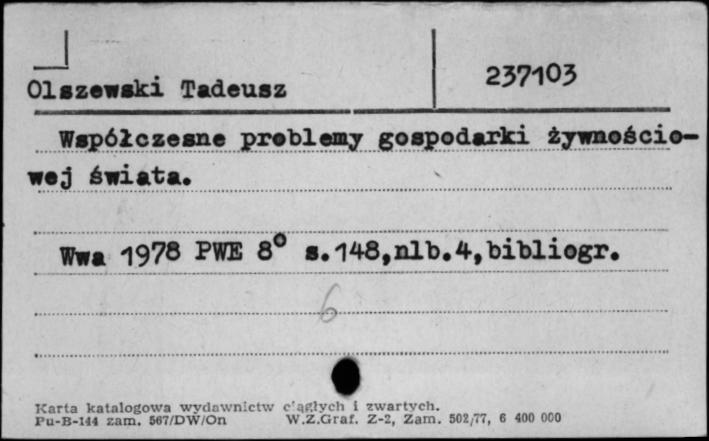 Olszewski Tadeusz
237103
Współczesne problemy gospodarki żywnościo-
wej świata.
Wwa 1978 PWE 8° s.148,nlb.4,bibliogr.
6
Karta katalogowa wydawnictw ciągłych i zwartych.
Pu-B-144 zam. 567/DW/On W.Z.Graf. Z-2, Zam. 502/77, 6 400 000